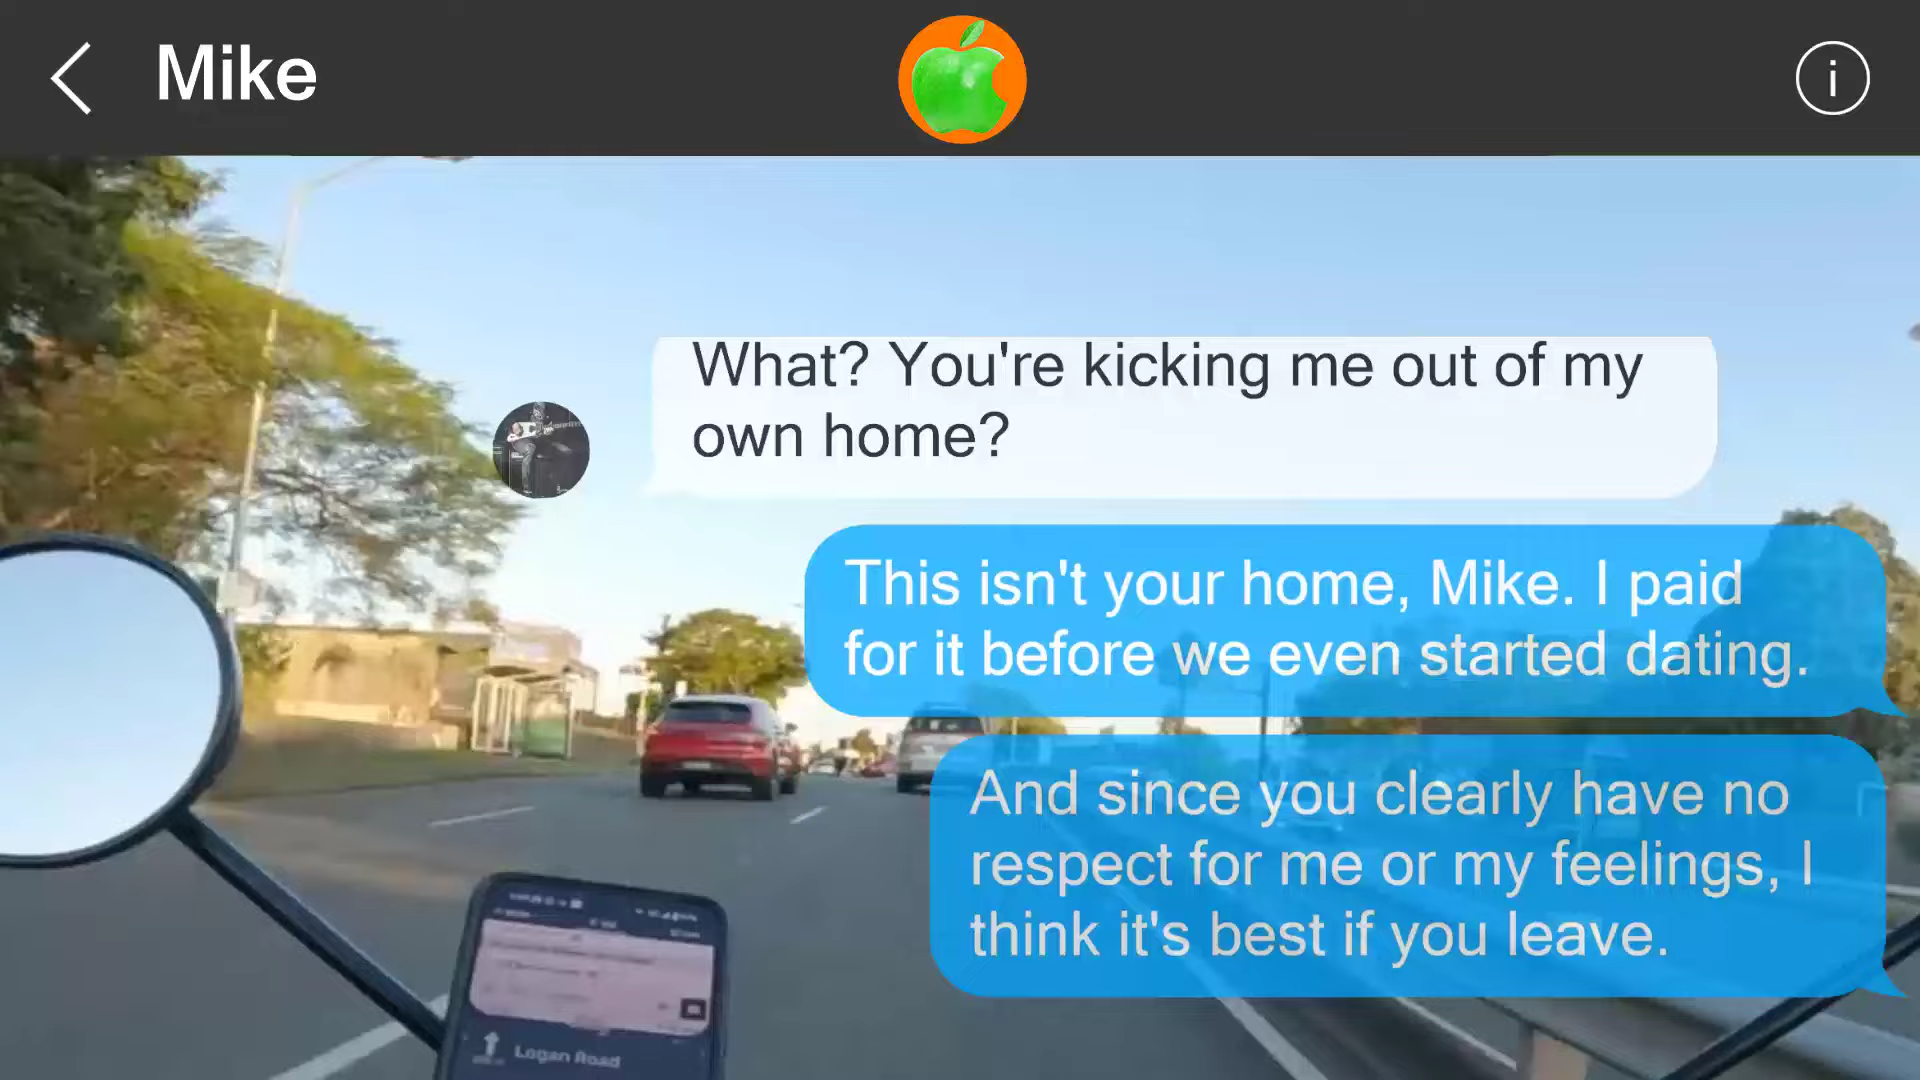 Mike
i
What? You're kicking me out of my
own home?
This isn't your home, Mike. I paid
for it before we even started dating.
And since you clearly have no
respect for me or my feelings, I
think it's best if you leave.
Logan Road